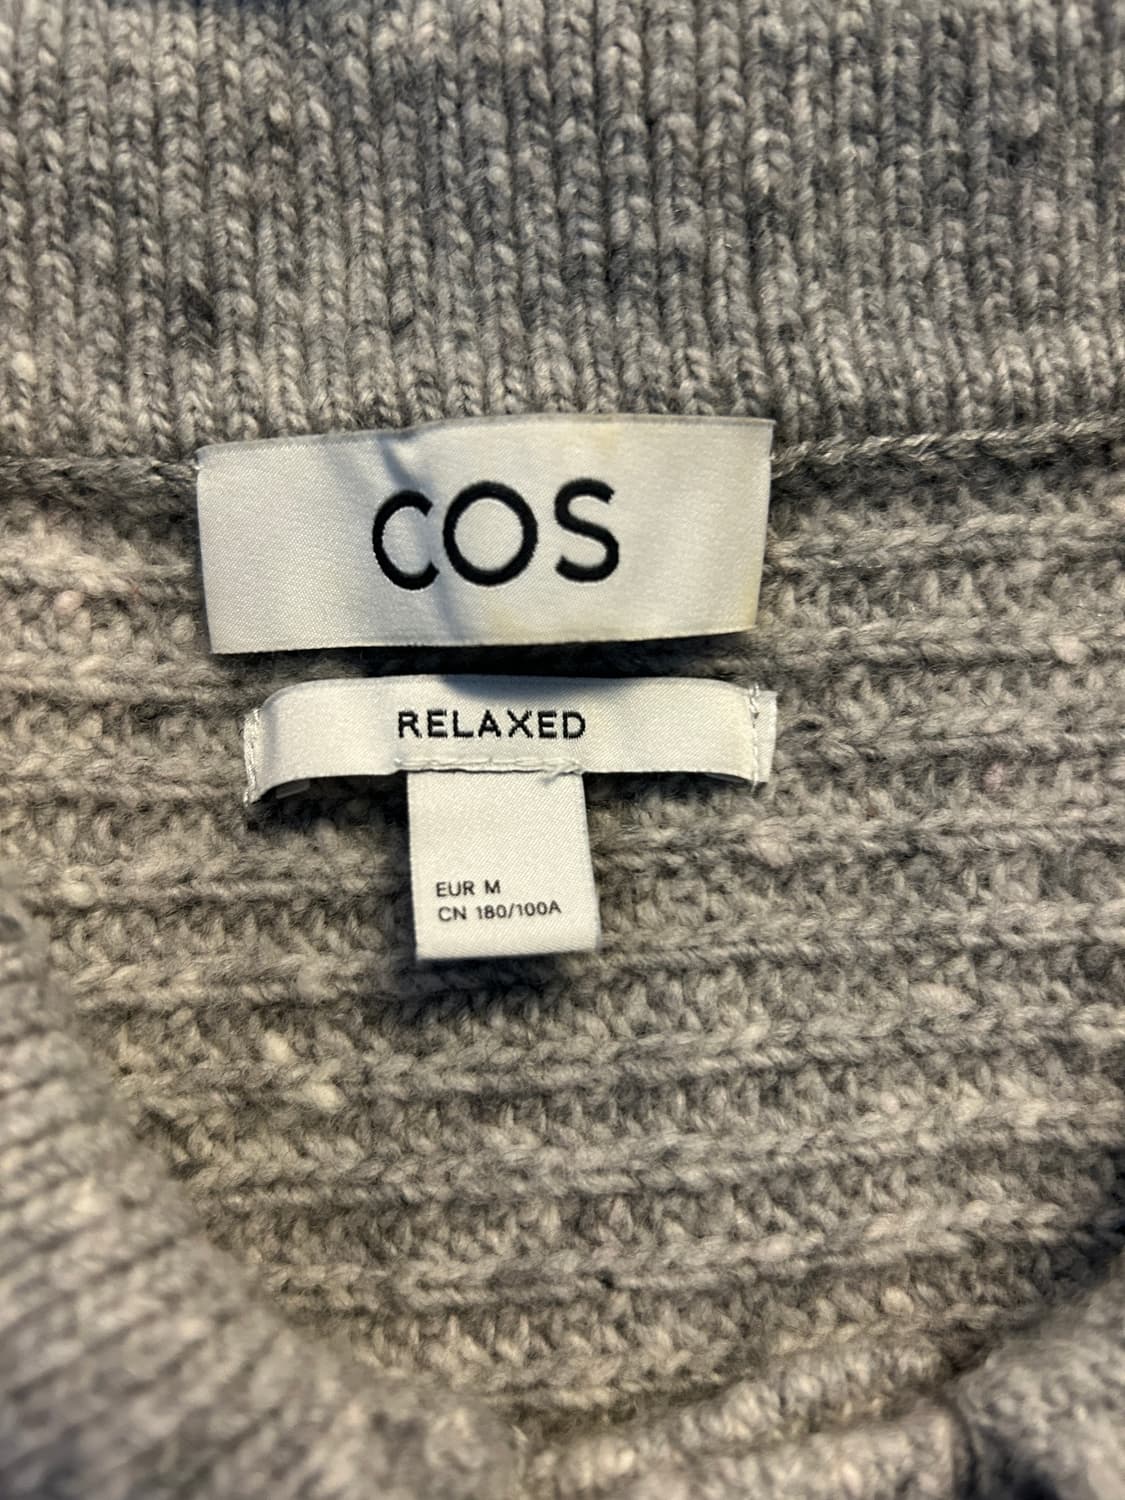 COS
RELAXED
EUR M
CN 180/100A